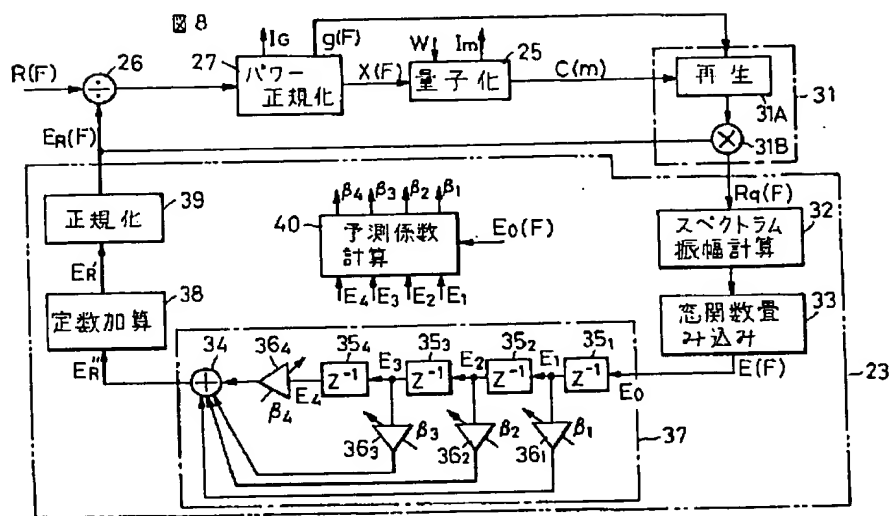 図8
R(F)
26
÷
27
パワー
正規化
IG
g(F)
X(F)
W
Im
25
量子化
C(m)
再生
31A
31
×
31B
ER(F)
Rq(F)
正規化
39
ER'
定数加算
38
ER''
β4 β3 β2 β1
40
予測係数
計算
E0(F)
E4 E3 E2 E1
スペクトラム
振幅計算
32
窓関数畳
み込み
33
E(F)
23
34
+
364
β4
E4
354
Z-1
E3
353
Z-1
E2
352
Z-1
E1
351
Z-1
E0
363
β3
362
β2
361
β1
37